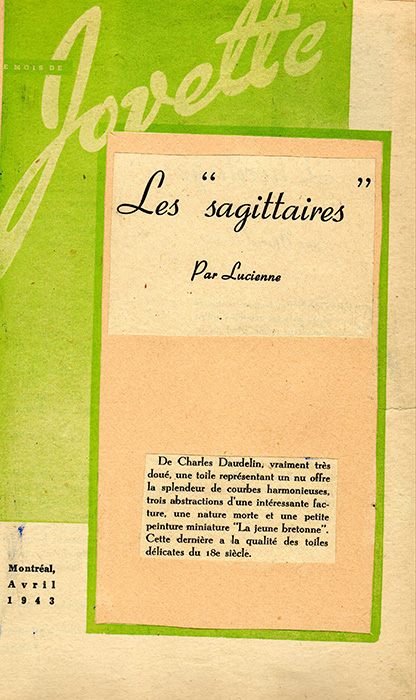 E MOIS DE
Jovette
Les "sagittaires"
Par Lucienne
De Charles Daudelin, vraiment très
doué, une toile représentant un nu offre
la splendeur de courbes harmonieuses,
trois abstractions d'une intéressante fac-
ture, une nature morte et une petite
peinture miniature "La jeune bretonne".
Cette dernière a la qualité des toiles
délicates du 18e siècle.
Montréal,
Avril
1943